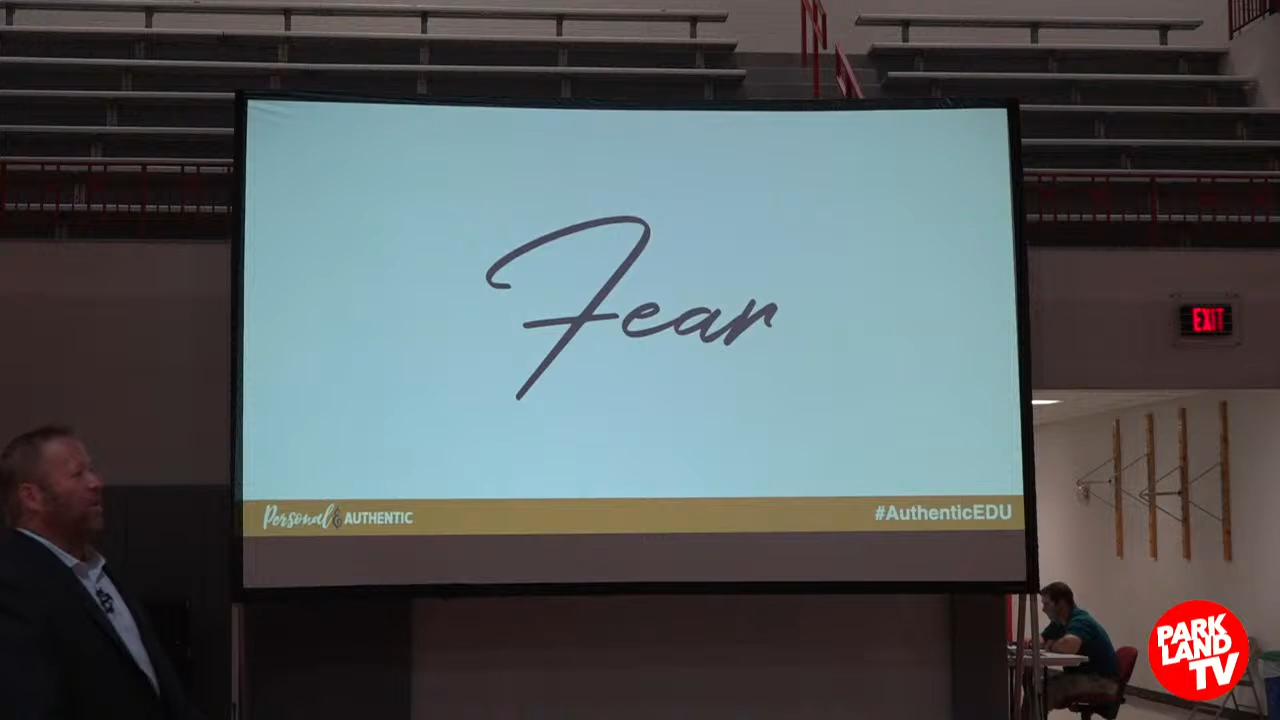 Fear
EXIT
Personal & AUTHENTIC
#AuthenticEDU
PARK
LAND
TV